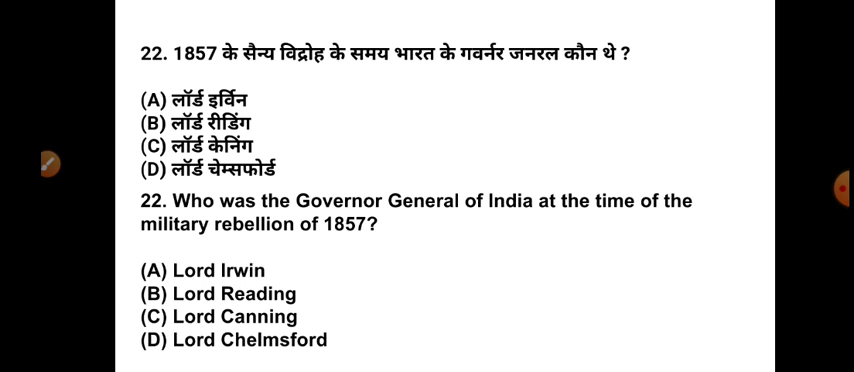 22. 1857 के सैन्य विद्रोह के समय भारत के गवर्नर जनरल कौन थे ?
(A) लॉर्ड इर्विन
(B) लॉर्ड रीडिंग
(C) लॉर्ड केनिंग
(D) लॉर्ड चेम्सफोर्ड
22. Who was the Governor General of India at the time of the
military rebellion of 1857?
(A) Lord Irwin
(B) Lord Reading
(C) Lord Canning
(D) Lord Chelmsford